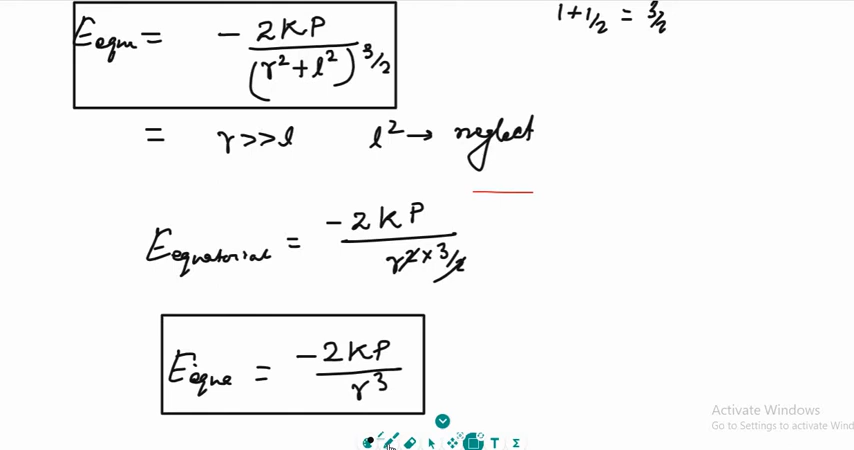 E_equ = -2KP / (r² + l²)^3/2
1 + 1/2 = 3/2
= r >> l l² → neglect
E_equatorial = -2KP / r^2×3/2
E_eque = -2KP / r³
T Σ
Activate Windows
Go to Settings to activate Wind